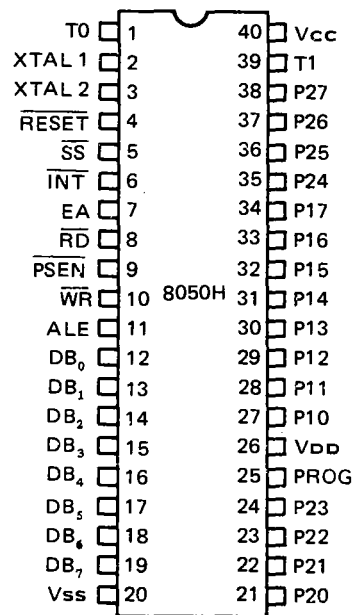 T0 1 40 Vcc
XTAL 1 2 39 T1
XTAL 2 3 38 P27
RESET 4 37 P26
SS 5 36 P25
INT 6 35 P24
EA 7 34 P17
RD 8 33 P16
PSEN 9 32 P15
WR 10 8050H 31 P14
ALE 11 30 P13
DB0 12 29 P12
DB1 13 28 P11
DB2 14 27 P10
DB3 15 26 VDD
DB4 16 25 PROG
DB5 17 24 P23
DB6 18 23 P22
DB7 19 22 P21
Vss 20 21 P20